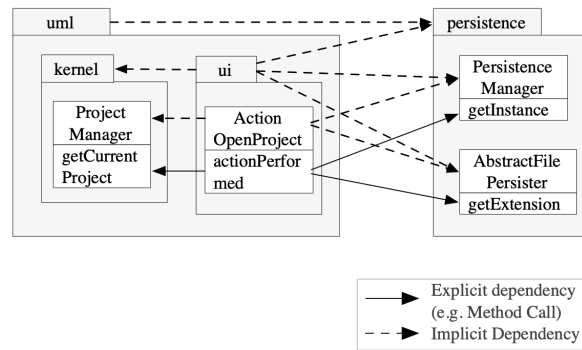 uml
persistence
kernel
ui
Persistence
Manager
getInstance
Project
Manager
getCurrent
Project
Action
OpenProject
actionPerfor
med
AbstractFile
Persister
getExtension
Explicit dependency
(e.g. Method Call)
Implicit Dependency